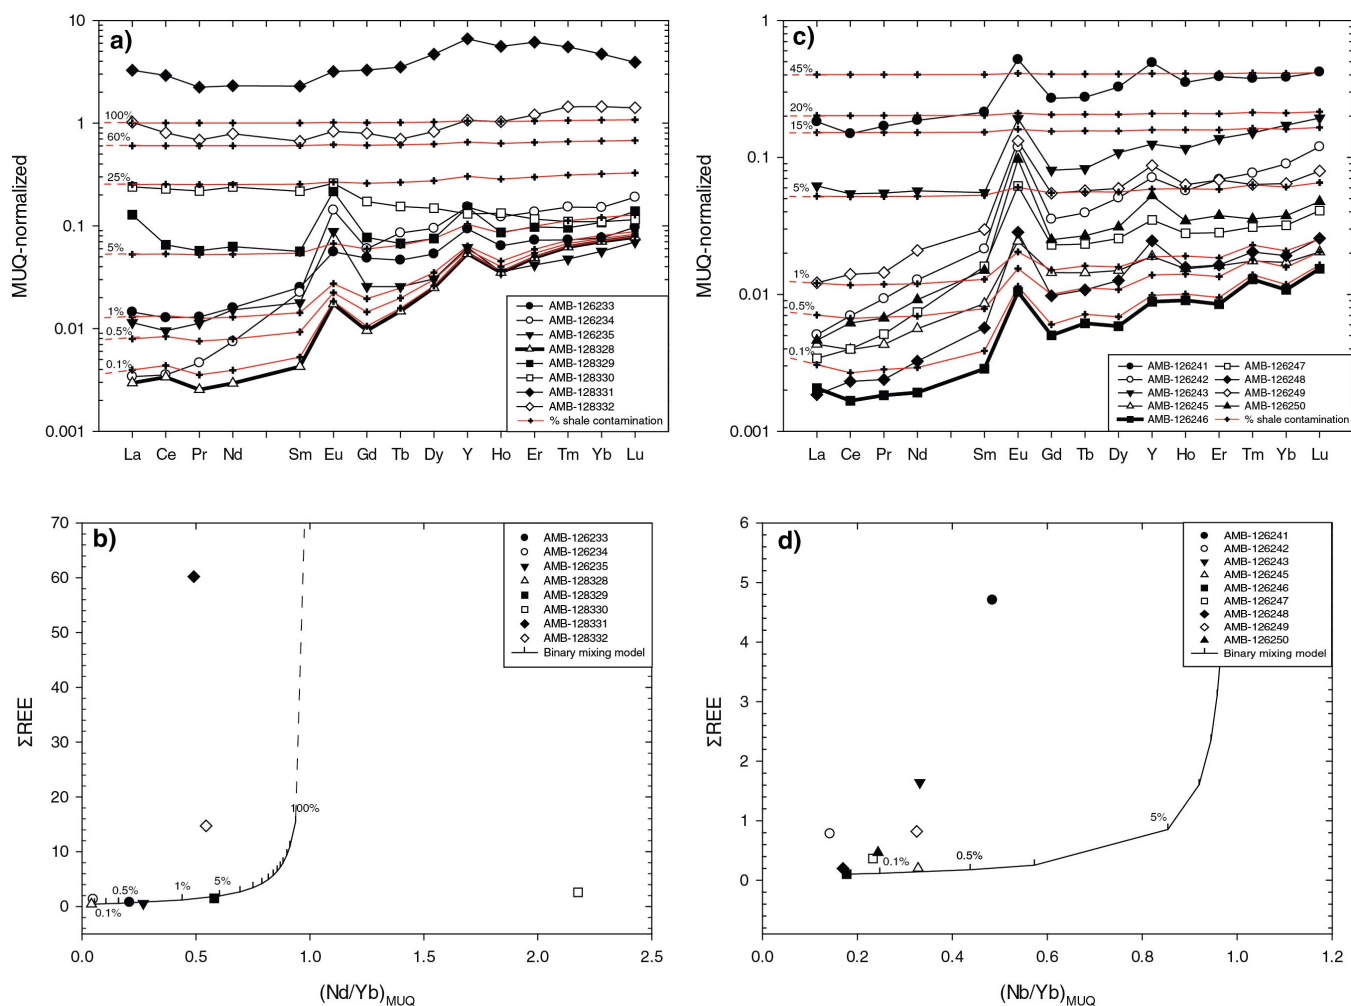 a)
10
1
0.1
0.01
0.001
MUQ-normalized
100%
60%
25%
5%
1%
0.5%
0.1%
AMB-126233
AMB-126234
AMB-126235
AMB-128328
AMB-128329
AMB-128330
AMB-128331
AMB-128332
% shale contamination
La Ce Pr Nd Sm Eu Gd Tb Dy Y Ho Er Tm Yb Lu
c)
1
0.1
0.01
0.001
MUQ-normalized
45%
20%
15%
5%
1%
0.5%
0.1%
AMB-126241 AMB-126247
AMB-126242 AMB-126248
AMB-126243 AMB-126249
AMB-126245 AMB-126250
AMB-126246 % shale contamination
La Ce Pr Nd Sm Eu Gd Tb Dy Y Ho Er Tm Yb Lu
b)
70
60
50
40
30
20
10
0
ΣREE
AMB-126233
AMB-126234
AMB-126235
AMB-128328
AMB-128329
AMB-128330
AMB-128331
AMB-128332
Binary mixing model
100%
0.5%
1%
5%
0.1%
0.0 0.5 1.0 1.5 2.0 2.5
(Nd/Yb)MUQ
d)
6
5
4
3
2
1
0
ΣREE
AMB-126241
AMB-126242
AMB-126243
AMB-126245
AMB-126246
AMB-126247
AMB-126248
AMB-126249
AMB-126250
Binary mixing model
5%
0.5%
0.1%
0.0 0.2 0.4 0.6 0.8 1.0 1.2
(Nb/Yb)MUQ